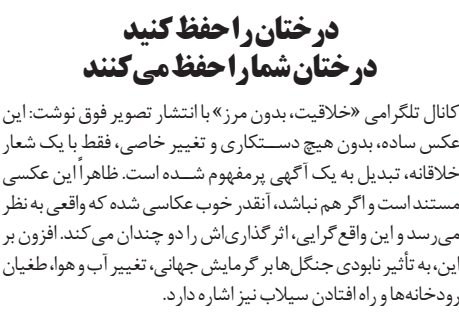 درختان را حفظ کنید
درختان شما را حفظ می‌کنند
کانال تلگرامی «خلاقیت، بدون مرز» با انتشار تصویر فوق نوشت: این
عکس ساده، بدون هیچ دستکاری و تغییر خاصی، فقط با یک شعار
خلاقانه، تبدیل به یک آگهی پرمفهوم شده است. ظاهراً این عکسی
مستند است و اگر هم نباشد، آنقدر خوب عکاسی شده که واقعی به نظر
می‌رسد و این واقع‌گرایی، اثرگذاری‌اش را دو چندان می‌کند. افزون بر
این، به تأثیر نابودی جنگل‌ها بر گرمایش جهانی، تغییر آب و هوا، طغیان
رودخانه‌ها و راه افتادن سیلاب نیز اشاره دارد.